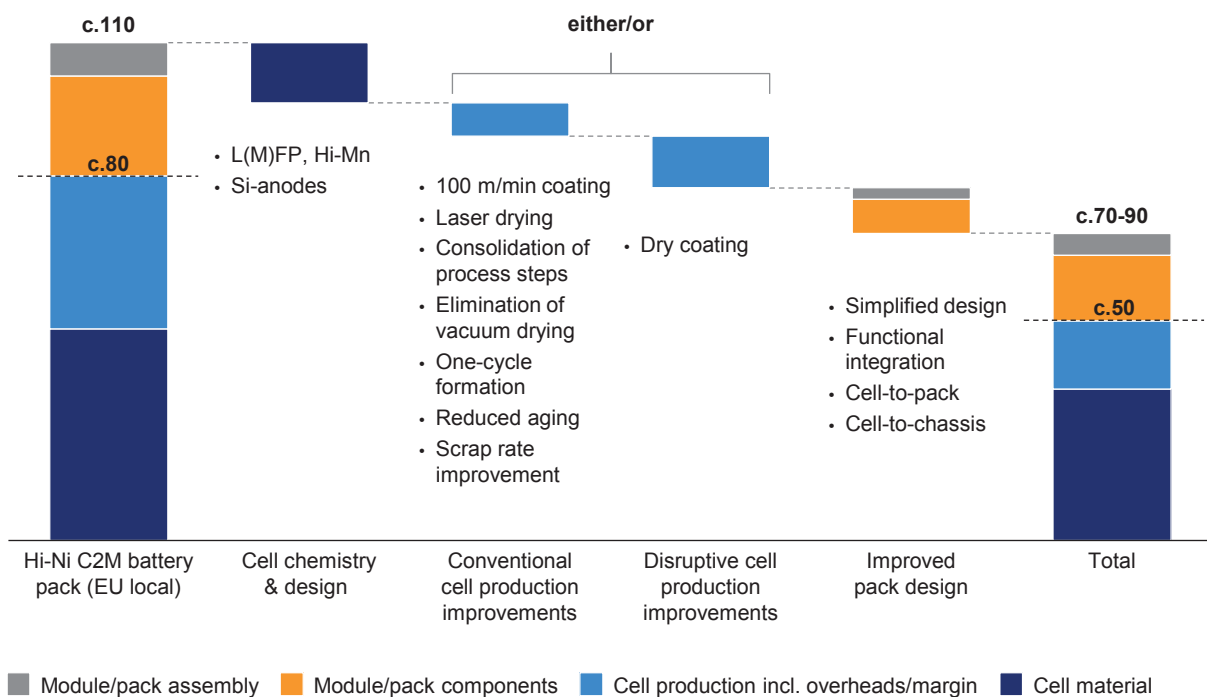 c.110
either/or
c.80
• L(M)FP, Hi-Mn
• Si-anodes
• 100 m/min coating
• Laser drying
• Consolidation of
process steps
• Elimination of
vacuum drying
• One-cycle
formation
• Reduced aging
• Scrap rate
improvement
• Dry coating
• Simplified design
• Functional
integration
• Cell-to-pack
• Cell-to-chassis
c.70-90
c.50
Hi-Ni C2M battery
pack (EU local)
Cell chemistry
& design
Conventional
cell production
improvements
Disruptive cell
production
improvements
Improved
pack design
Total
Module/pack assembly
Module/pack components
Cell production incl. overheads/margin
Cell material